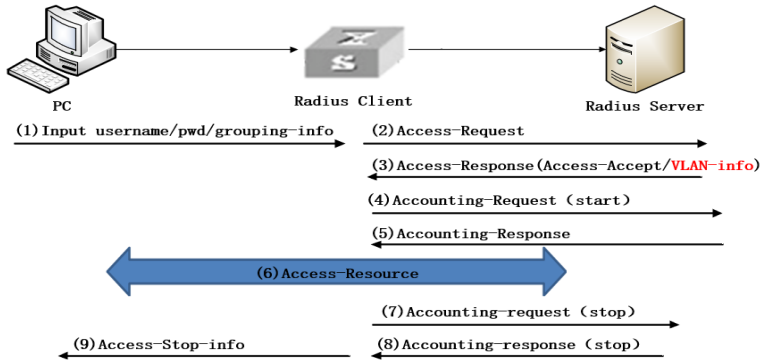 PC
Radius Client
Radius Server
(1)Input username/pwd/grouping-info
(2)Access-Request
(3)Access-Response(Access-Accept/VLAN-info)
(4)Accounting-Request (start)
(5)Accounting-Response
(6)Access-Resource
(7)Accounting-request (stop)
(8)Accounting-response (stop)
(9)Access-Stop-info